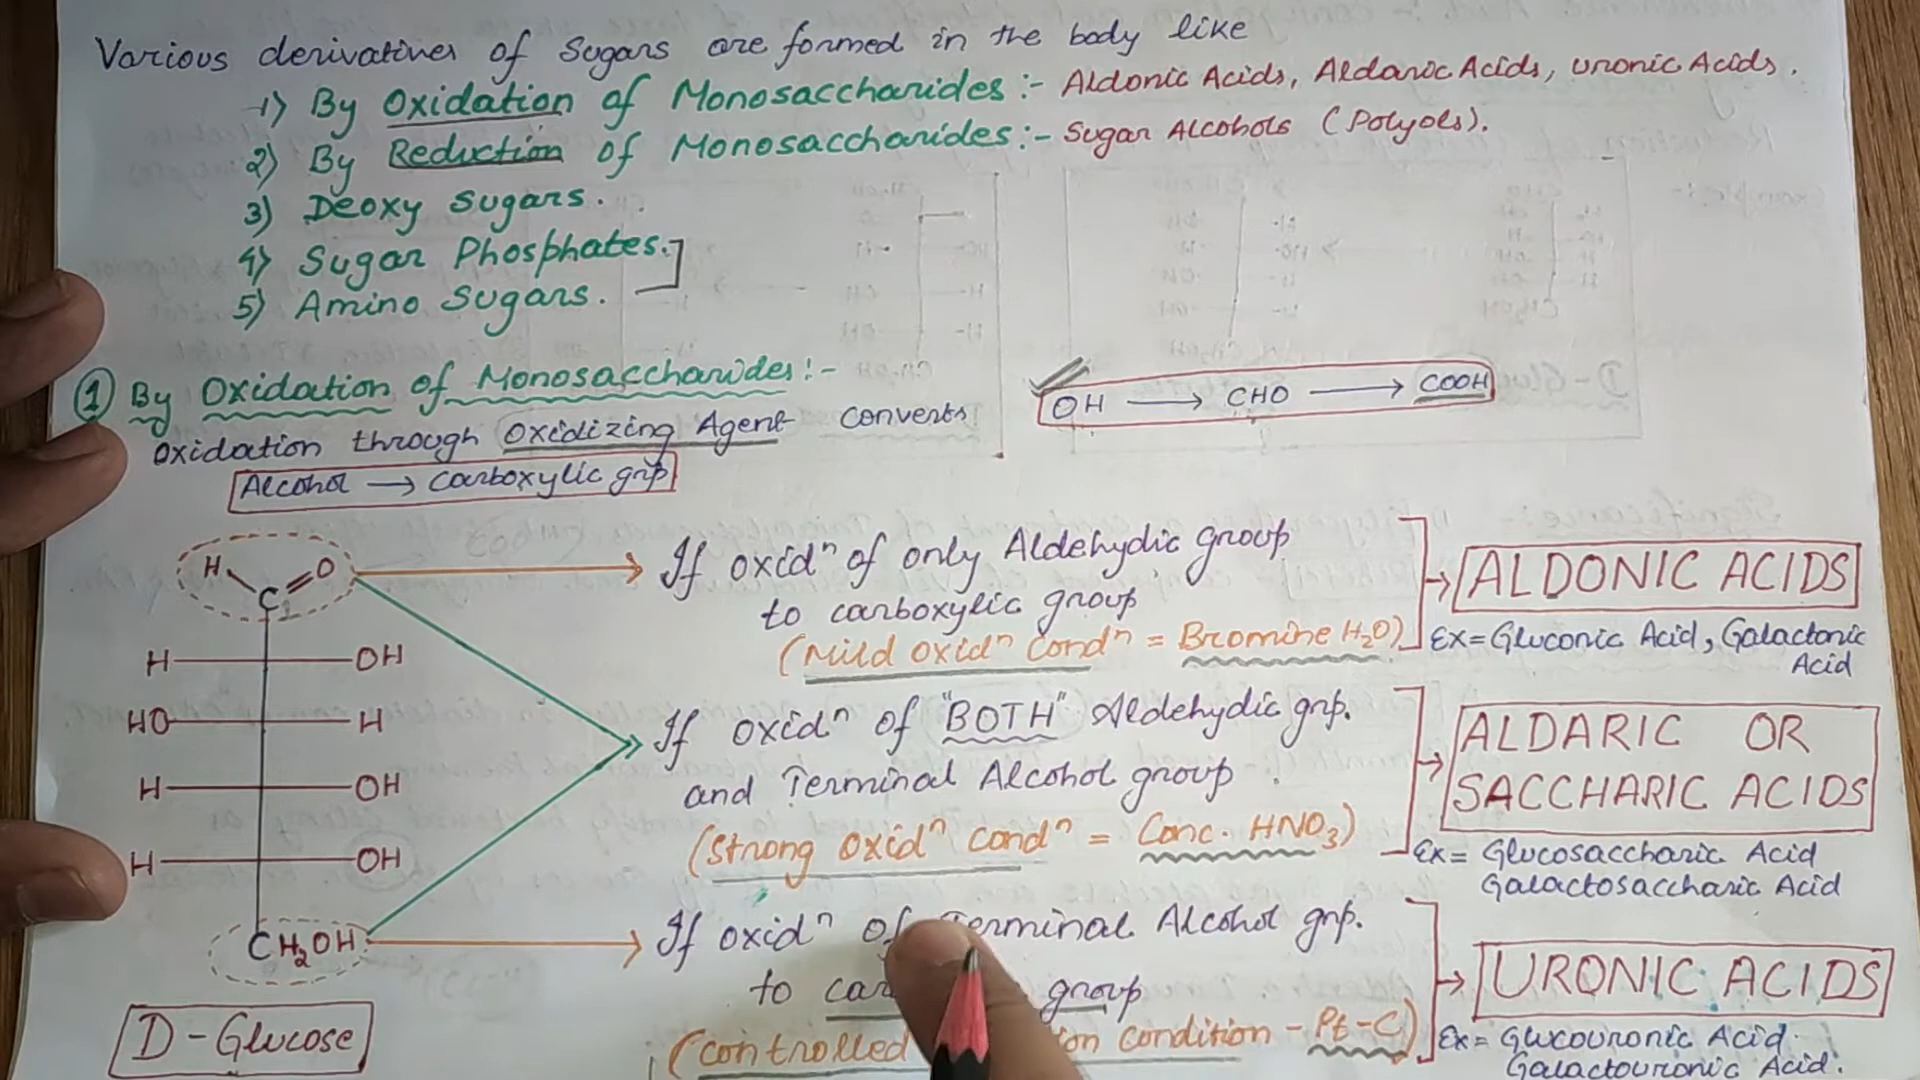 Various derivatives of Sugars are formed in the body like
1) By Oxidation of Monosaccharides :- Aldonic Acids, Aldaric Acids, Uronic Acids.
2) By Reduction of Monosaccharides :- Sugar Alcohols (Polyols).
3) Deoxy Sugars.
4) Sugar Phosphates.
5) Amino Sugars.
① By Oxidation of Monosaccharides :-
Oxidation through Oxidizing Agent converts
Alcohol → Carboxylic grp
OH → CHO → COOH
H C O
H OH
HO H
H OH
H OH
CH₂OH
D-Glucose
If oxidⁿ of only Aldehydic group
to carboxylic group
(Mild oxidⁿ condⁿ = Bromine H₂O)
ALDONIC ACIDS
Ex = Gluconic Acid, Galactonic
Acid
If oxidⁿ of "BOTH" Aldehydic grp.
and Terminal Alcohol group.
(Strong oxidⁿ condⁿ = Conc. HNO₃)
ALDARIC OR
SACCHARIC ACIDS
Ex = Glucosaccharic Acid
Galactosaccharic Acid
If oxidⁿ of Terminal Alcohol grp.
to group
(controlled condition - Pt-C)
URONIC ACIDS
Ex = Glucouronic Acid
Galactouronic Acid.